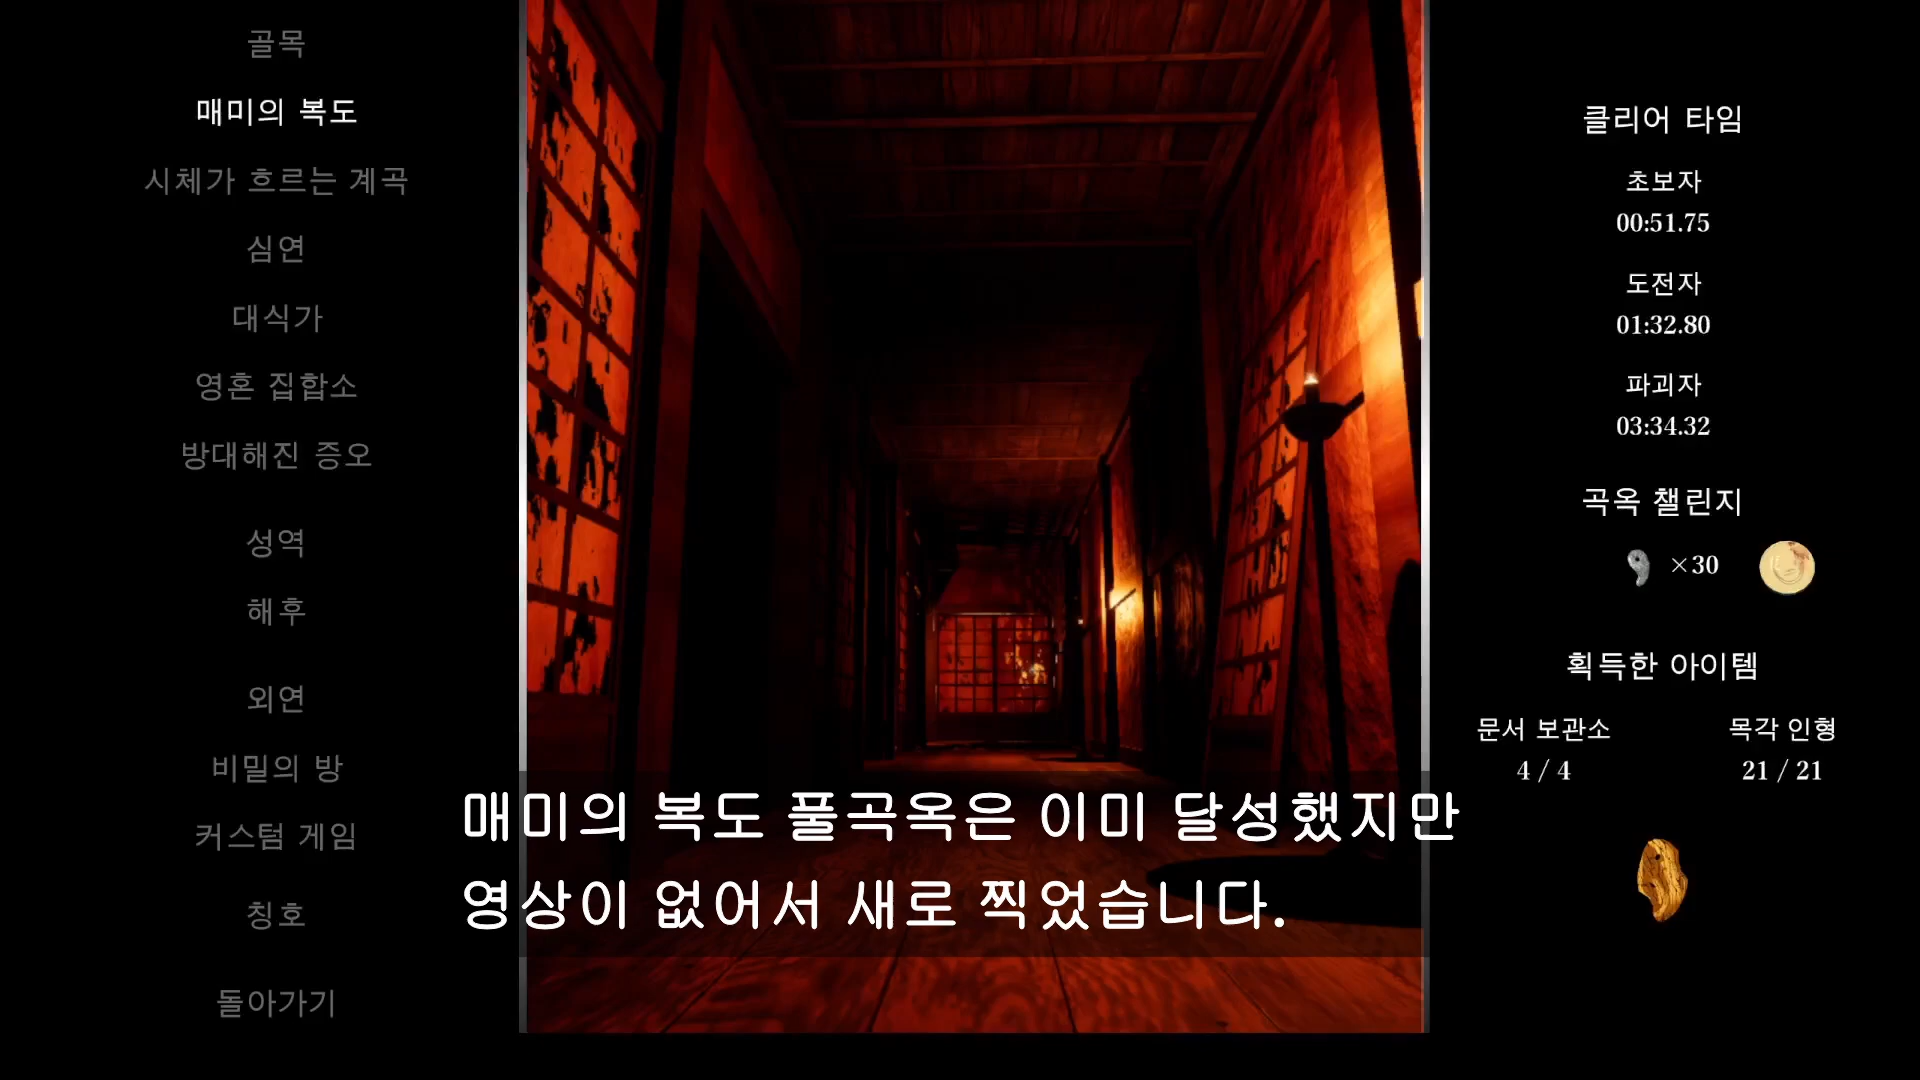 골목
매미의 복도
시체가 흐르는 계곡
심연
대식가
영혼 집합소
방대해진 증오
성역
해후
외연
비밀의 방
커스텀 게임
칭호
돌아가기
클리어 타임
초보자
00:51.75
도전자
01:32.80
파괴자
03:34.32
곡옥 챌린지
×30
획득한 아이템
문서 보관소
4 / 4
목각 인형
21 / 21
매미의 복도 풀곡옥은 이미 달성했지만
영상이 없어서 새로 찍었습니다.